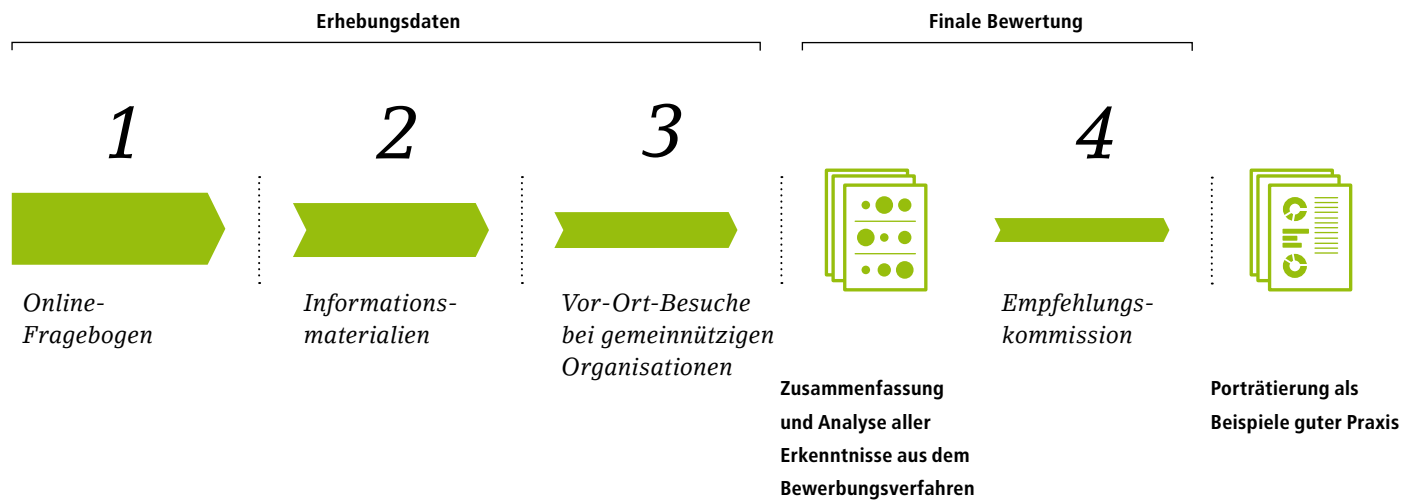 Erhebungsdaten
Finale Bewertung
1
2
3
4
Online-
Fragebogen
Informations-
materialien
Vor-Ort-Besuche
bei gemeinnützigen
Organisationen
Zusammenfassung
und Analyse aller
Erkenntnisse aus dem
Bewerbungsverfahren
Empfehlungs-
kommission
Porträtierung als
Beispiele guter Praxis